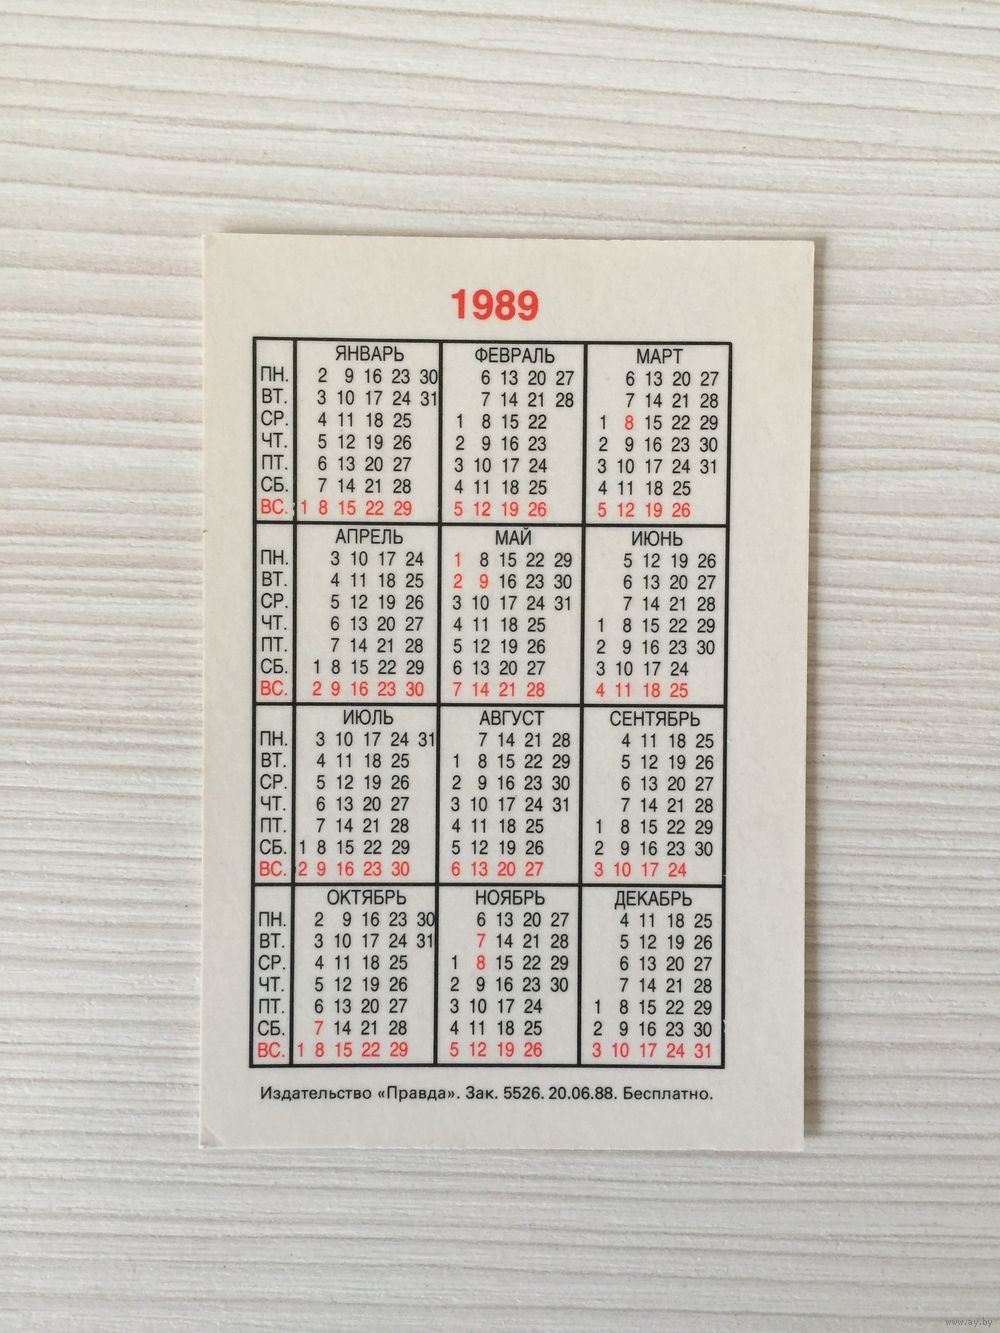 1989
ЯНВАРЬ ФЕВРАЛЬ МАРТ
ПН. 2 9 16 23 30 6 13 20 27 6 13 20 27
ВТ. 3 10 17 24 31 7 14 21 28 7 14 21 28
СР. 4 11 18 25 1 8 15 22 1 8 15 22 29
ЧТ. 5 12 19 26 2 9 16 23 2 9 16 23 30
ПТ. 6 13 20 27 3 10 17 24 3 10 17 24 31
СБ. 7 14 21 28 4 11 18 25 4 11 18 25
ВС. 1 8 15 22 29 5 12 19 26 5 12 19 26
АПРЕЛЬ МАЙ ИЮНЬ
ПН. 3 10 17 24 1 8 15 22 29 5 12 19 26
ВТ. 4 11 18 25 2 9 16 23 30 6 13 20 27
СР. 5 12 19 26 3 10 17 24 31 7 14 21 28
ЧТ. 6 13 20 27 4 11 18 25 1 8 15 22 29
ПТ. 7 14 21 28 5 12 19 26 2 9 16 23 30
СБ. 1 8 15 22 29 6 13 20 27 3 10 17 24
ВС. 2 9 16 23 30 7 14 21 28 4 11 18 25
ИЮЛЬ АВГУСТ СЕНТЯБРЬ
ПН. 3 10 17 24 31 7 14 21 28 4 11 18 25
ВТ. 4 11 18 25 1 8 15 22 29 5 12 19 26
СР. 5 12 19 26 2 9 16 23 30 6 13 20 27
ЧТ. 6 13 20 27 3 10 17 24 31 7 14 21 28
ПТ. 7 14 21 28 4 11 18 25 1 8 15 22 29
СБ. 1 8 15 22 29 5 12 19 26 2 9 16 23 30
ВС. 2 9 16 23 30 6 13 20 27 3 10 17 24
ОКТЯБРЬ НОЯБРЬ ДЕКАБРЬ
ПН. 2 9 16 23 30 6 13 20 27 4 11 18 25
ВТ. 3 10 17 24 31 7 14 21 28 5 12 19 26
СР. 4 11 18 25 1 8 15 22 29 6 13 20 27
ЧТ. 5 12 19 26 2 9 16 23 30 7 14 21 28
ПТ. 6 13 20 27 3 10 17 24 1 8 15 22 29
СБ. 7 14 21 28 4 11 18 25 2 9 16 23 30
ВС. 1 8 15 22 29 5 12 19 26 3 10 17 24 31
Издательство «Правда». Зак. 5526. 20.06.88. Бесплатно.
www.ay.by